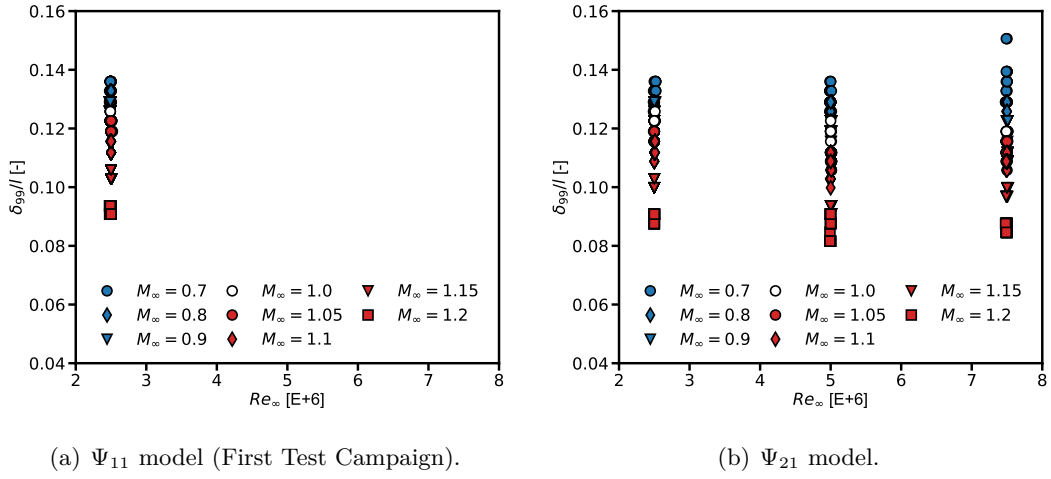 0.16
0.14
0.12
0.10
0.08
0.06
0.04
δ₉₉/l [-]
M∞ = 0.7
M∞ = 0.8
M∞ = 0.9
M∞ = 1.0
M∞ = 1.05
M∞ = 1.1
M∞ = 1.15
M∞ = 1.2
2 3 4 5 6 7 8
Re∞ [E+6]
(a) Ψ₁₁ model (First Test Campaign).
0.16
0.14
0.12
0.10
0.08
0.06
0.04
δ₉₉/l [-]
M∞ = 0.7
M∞ = 0.8
M∞ = 0.9
M∞ = 1.0
M∞ = 1.05
M∞ = 1.1
M∞ = 1.15
M∞ = 1.2
2 3 4 5 6 7 8
Re∞ [E+6]
(b) Ψ₂₁ model.